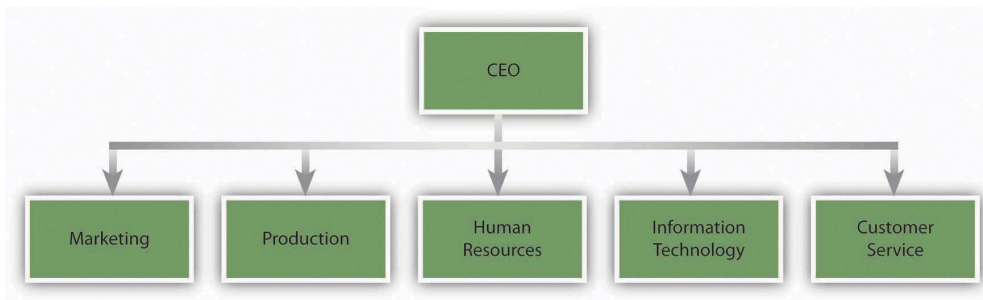 CEO
Marketing
Production
Human
Resources
Information
Technology
Customer
Service